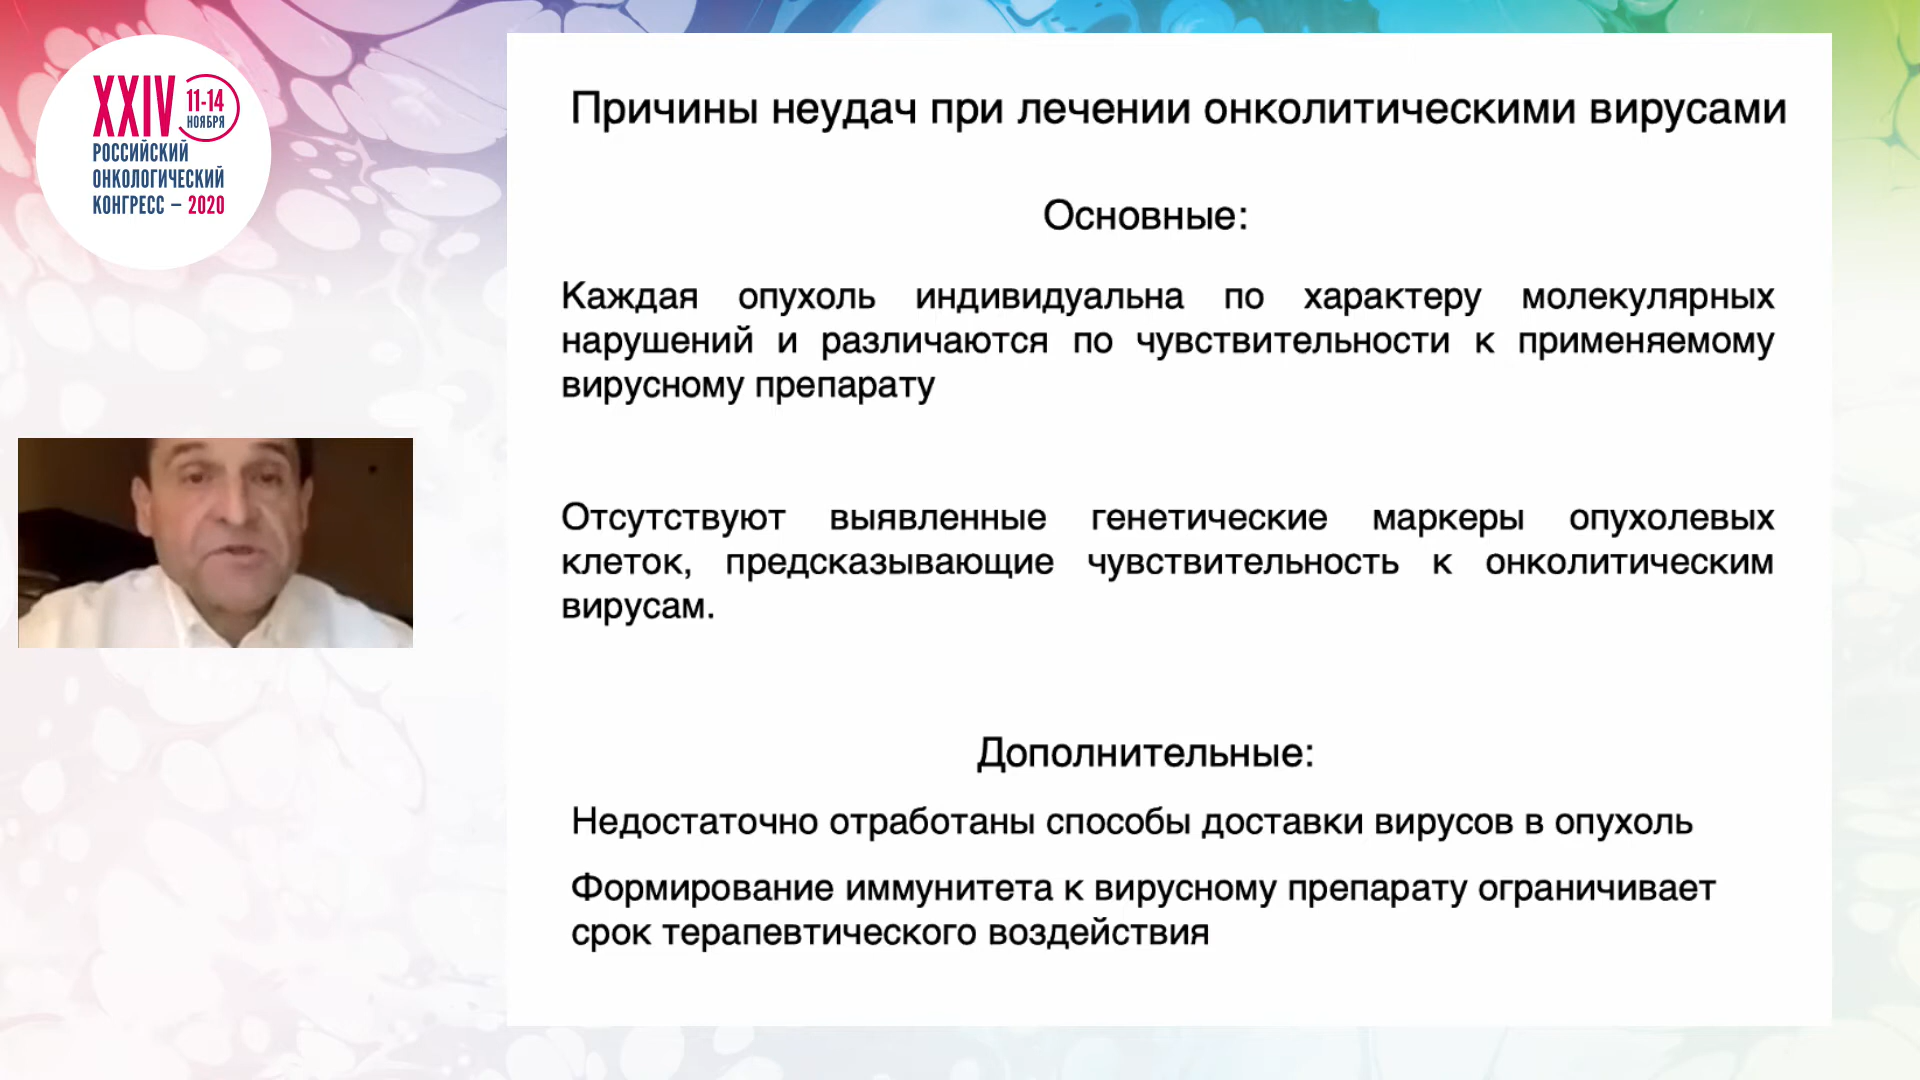 XXIV 11-14
НОЯБРЯ
РОССИЙСКИЙ
ОНКОЛОГИЧЕСКИЙ
КОНГРЕСС – 2020
Причины неудач при лечении онколитическими вирусами
Основные:
Каждая опухоль индивидуальна по характеру молекулярных
нарушений и различаются по чувствительности к применяемому
вирусному препарату
Отсутствуют выявленные генетические маркеры опухолевых
клеток, предсказывающие чувствительность к онколитическим
вирусам.
Дополнительные:
Недостаточно отработаны способы доставки вирусов в опухоль
Формирование иммунитета к вирусному препарату ограничивает
срок терапевтического воздействия